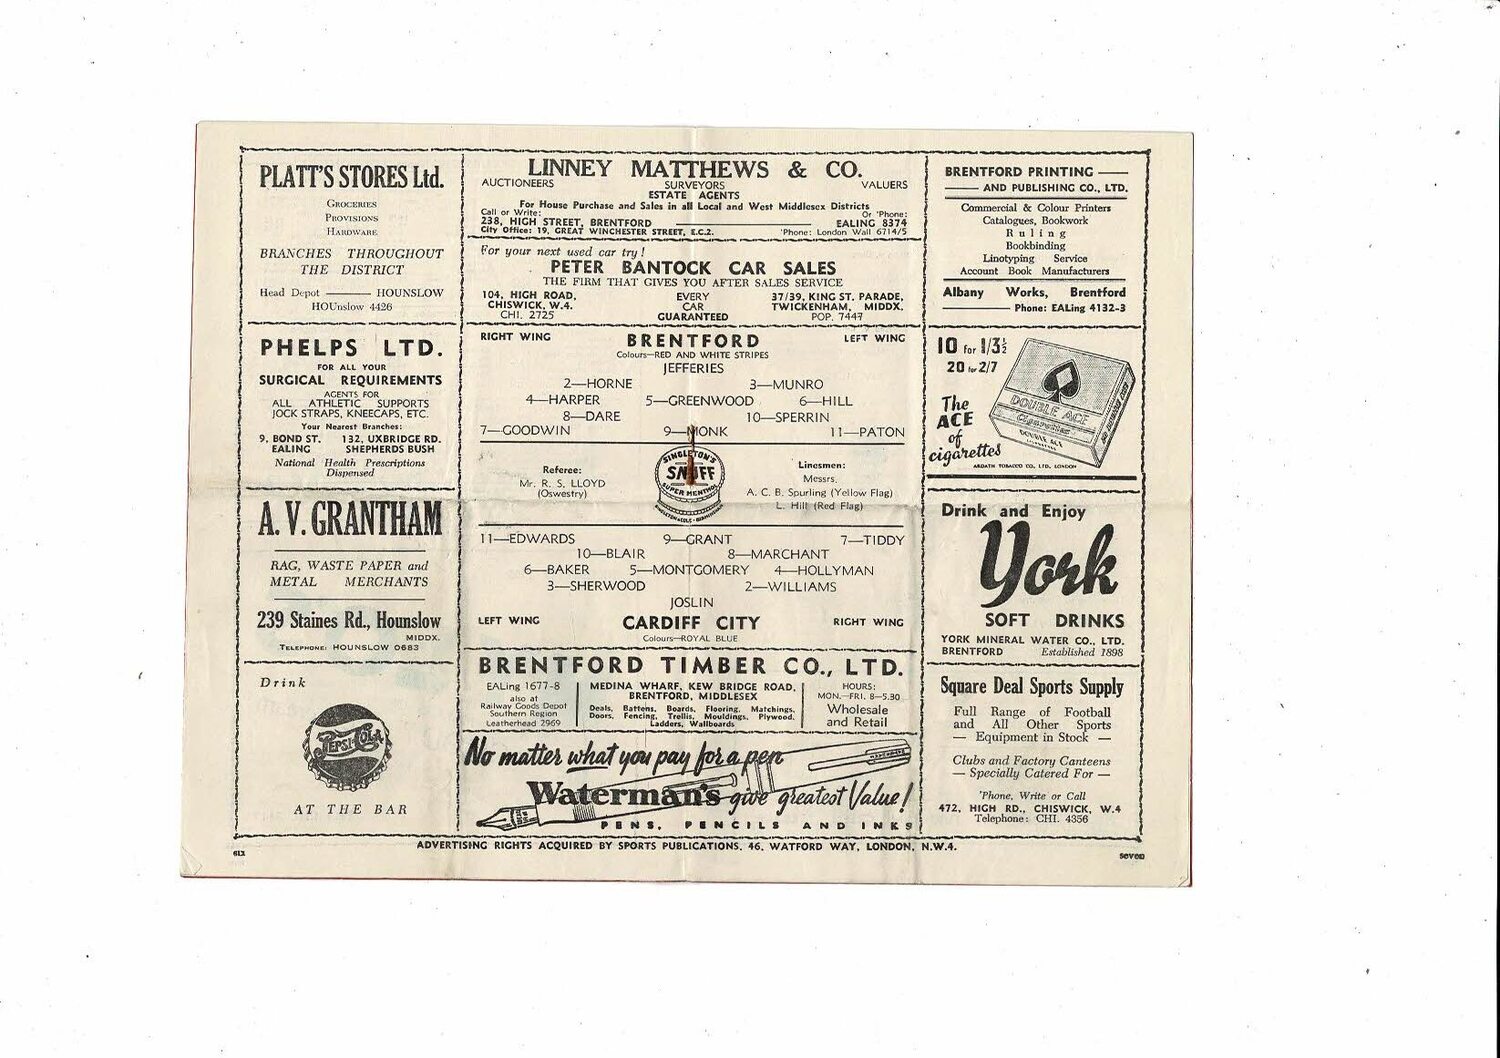 PLATT'S STORES Ltd.
GROCERIES
PROVISIONS
HARDWARE
BRANCHES THROUGHOUT
THE DISTRICT
Head Depot HOUNSLOW
HOUnslow 4426
PHELPS LTD.
FOR ALL YOUR
SURGICAL REQUIREMENTS
AGENTS FOR
ALL ATHLETIC SUPPORTS
JOCK STRAPS, KNEECAPS, ETC.
Your Nearest Branches:
9, BOND ST. 132, UXBRIDGE RD.
EALING SHEPHERDS BUSH
National Health Prescriptions
Dispensed
A. V. GRANTHAM
RAG, WASTE PAPER and
METAL MERCHANTS
239 Staines Rd., Hounslow
MIDDX.
TELEPHONE: HOUNSLOW 0683
Drink
PEPSI-COLA
AT THE BAR
six
LINNEY MATTHEWS & CO.
AUCTIONEERS SURVEYORS VALUERS
ESTATE AGENTS
For House Purchase and Sales in all Local and West Middlesex Districts
Call or Write: Or 'Phone:
238, HIGH STREET, BRENTFORD EALING 8374
City Office: 19, GREAT WINCHESTER STREET, E.C.2. 'Phone: London Wall 6714/5
For your next used car try!
PETER BANTOCK CAR SALES
THE FIRM THAT GIVES YOU AFTER SALES SERVICE
104, HIGH ROAD, EVERY 37/39, KING ST. PARADE,
CHISWICK, W.4. CAR TWICKENHAM, MIDDX.
CHI. 2725 GUARANTEED POP. 7447
RIGHT WING BRENTFORD LEFT WING
Colours—RED AND WHITE STRIPES
JEFFERIES
2—HORNE 3—MUNRO
4—HARPER 5—GREENWOOD 6—HILL
8—DARE 10—SPERRIN
7—GOODWIN 9—MONK 11—PATON
Referee:
Mr. R. S. LLOYD
(Oswestry)
SINGLETON'S
SNUFF
SUPER MENTHOL
SINGLETON & COLE · BIRMINGHAM
Linesmen:
Messrs.
A. C. B. Spurling (Yellow Flag)
L. Hill (Red Flag)
11—EDWARDS 9—GRANT 7—TIDDY
10—BLAIR 8—MARCHANT
6—BAKER 5—MONTGOMERY 4—HOLLYMAN
3—SHERWOOD 2—WILLIAMS
JOSLIN
LEFT WING CARDIFF CITY RIGHT WING
Colours—ROYAL BLUE
BRENTFORD TIMBER CO., LTD.
EALing 1677-8
also at
Railway Goods Depot
Southern Region
Leatherhead 2969
MEDINA WHARF, KEW BRIDGE ROAD,
BRENTFORD, MIDDLESEX
Deals, Battens, Boards, Flooring, Matchings,
Doors, Fencing, Trellis, Mouldings, Plywood,
Ladders, Wallboards
HOURS:
MON.—FRI. 8—5.30
Wholesale
and Retail
No matter what you pay for a pen
Waterman's give greatest Value!
PENS, PENCILS AND INKS
ADVERTISING RIGHTS ACQUIRED BY SPORTS PUBLICATIONS, 46, WATFORD WAY, LONDON, N.W.4.
BRENTFORD PRINTING
AND PUBLISHING CO., LTD.
Commercial & Colour Printers
Catalogues, Bookwork
Ruling
Bookbinding
Linotyping Service
Account Book Manufacturers
Albany Works, Brentford
Phone: EALing 4132-3
10 for 1/3½
20 for 2/7
The
ACE
of
cigarettes
DOUBLE ACE
Cigarettes
DOUBLE ACE
ARDATH TOBACCO CO., LTD. LONDON
Drink and Enjoy
York
SOFT DRINKS
YORK MINERAL WATER CO., LTD.
BRENTFORD Established 1898
Square Deal Sports Supply
Full Range of Football
and All Other Sports
— Equipment in Stock —
Clubs and Factory Canteens
— Specially Catered For —
'Phone, Write or Call
472, HIGH RD., CHISWICK, W.4
Telephone: CHI. 4356
seven